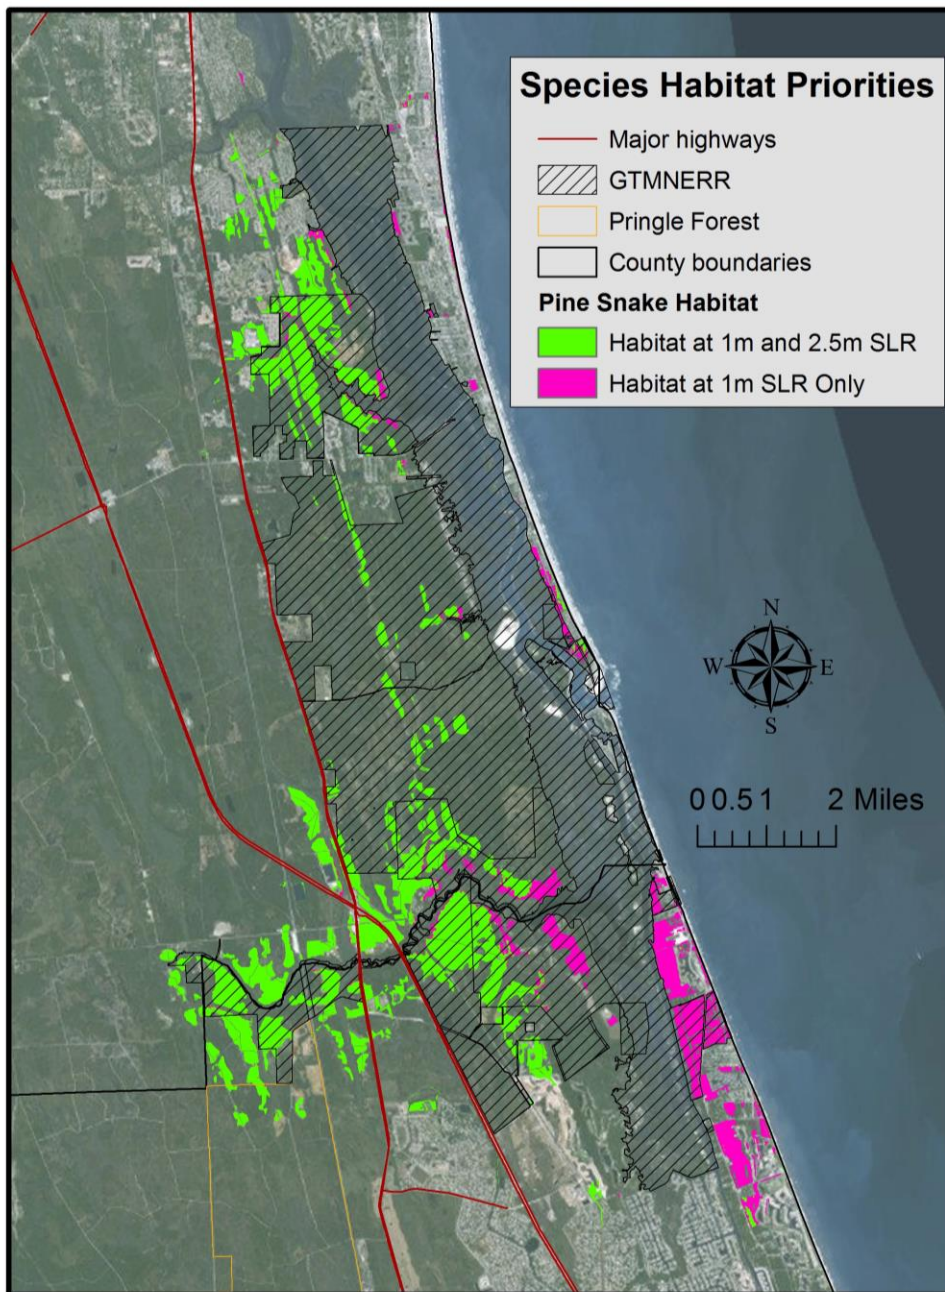 Species Habitat Priorities
Major highways
GTMNERR
Pringle Forest
County boundaries
Pine Snake Habitat
Habitat at 1m and 2.5m SLR
Habitat at 1m SLR Only
N
W E
S
0 0.5 1 2 Miles